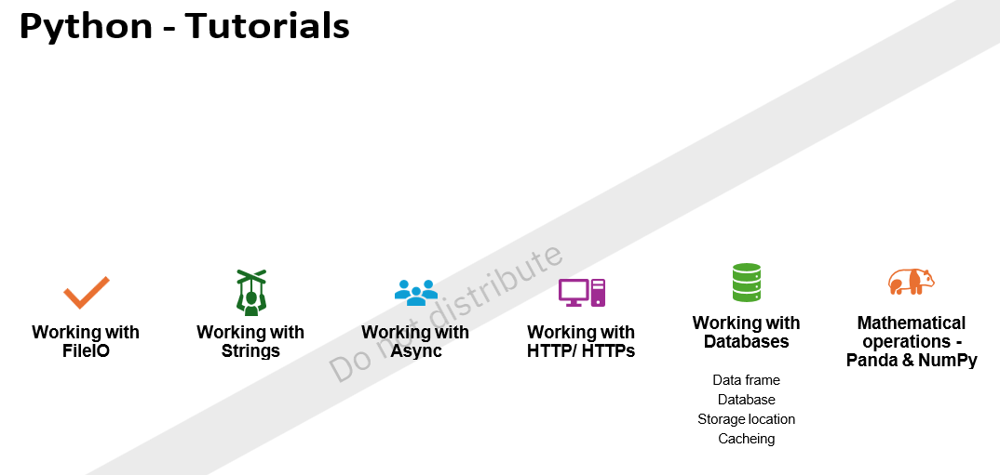 Python - Tutorials
Do not distribute
Working with
FileIO
Working with
Strings
Working with
Async
Working with
HTTP/ HTTPs
Working with
Databases
Data frame
Database
Storage location
Cacheing
Mathematical
operations -
Panda & NumPy